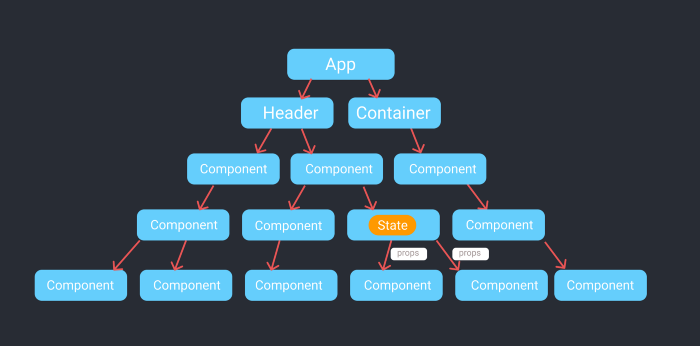 App
Header
Container
Component
Component
Component
Component
Component
State
Component
props
props
Component
Component
Component
Component
Component
Component